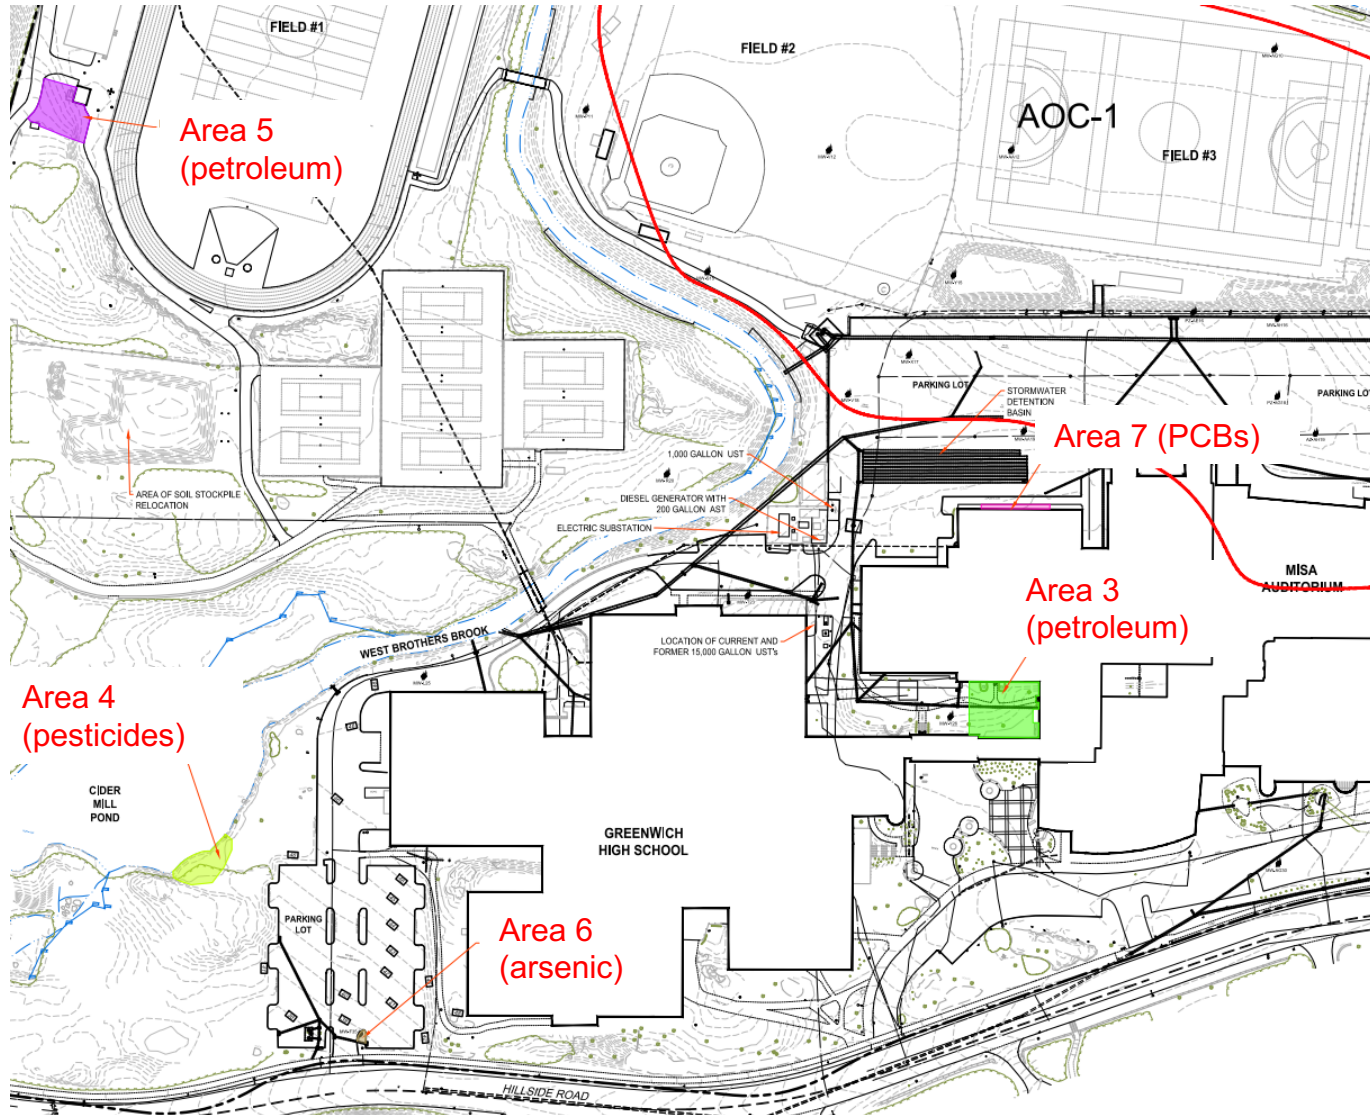 FIELD #1
FIELD #2
AOC-1
FIELD #3
Area 5
(petroleum)
PARKING LOT
STORMWATER
DETENTION
BASIN
PARKING LO
Area 7 (PCBs)
1,000 GALLON UST
DIESEL GENERATOR WITH
200 GALLON AST
ELECTRIC SUBSTATION
AREA OF SOIL STOCKPILE
RELOCATION
MISA
AUDITORIUM
Area 3
(petroleum)
WEST BROTHERS BROOK
LOCATION OF CURRENT AND
FORMER 15,000 GALLON UST's
Area 4
(pesticides)
CIDER
MILL
POND
GREENWICH
HIGH SCHOOL
PARKING
LOT
Area 6
(arsenic)
HILLSIDE ROAD